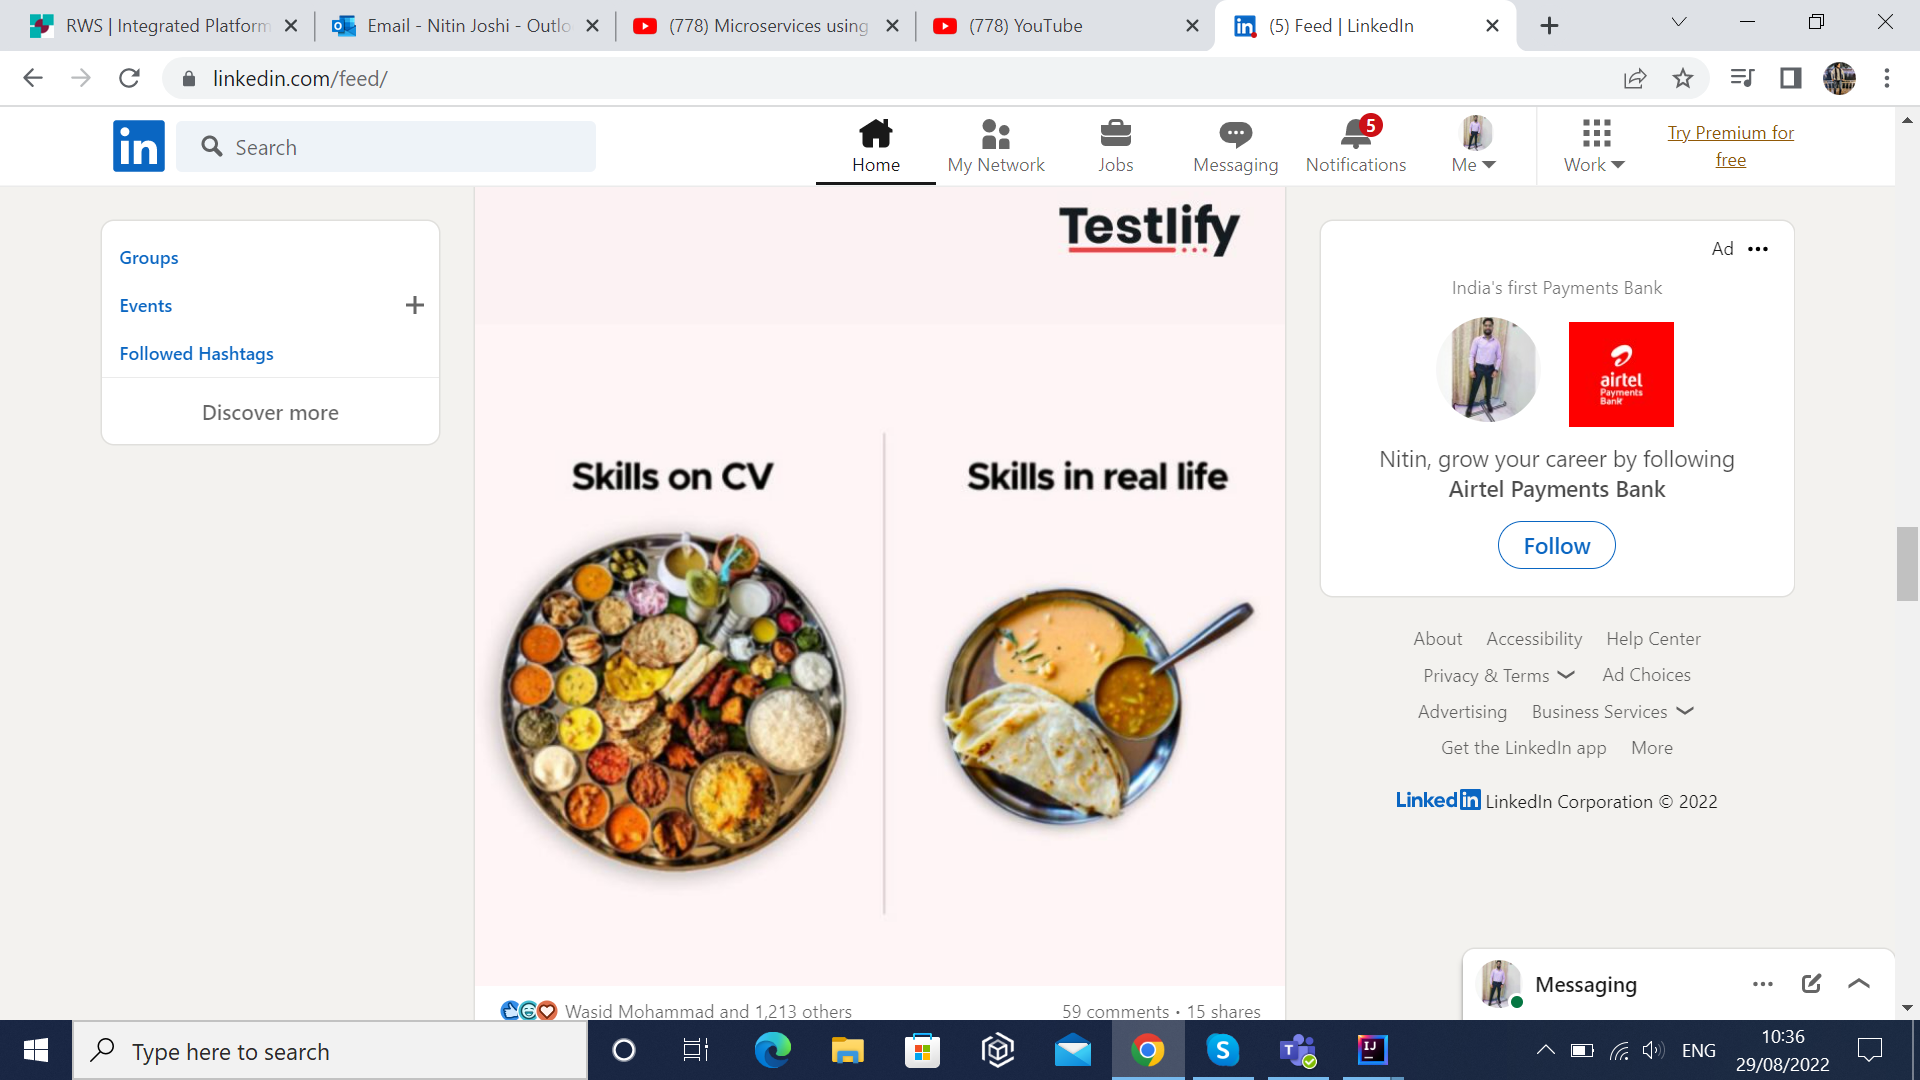 RWS | Integrated Platform
Email - Nitin Joshi - Outlo
(778) Microservices using
(778) YouTube
(5) Feed | LinkedIn
linkedin.com/feed/
in
Search
Home
My Network
Jobs
Messaging
5
Notifications
Me
Work
Try Premium for
free
Groups
Events
Followed Hashtags
Discover more
Testlify
Skills on CV
Skills in real life
Wasid Mohammad and 1,213 others
59 comments • 15 shares
Ad
India's first Payments Bank
airtel
Payments
Bank
Nitin, grow your career by following
Airtel Payments Bank
Follow
About Accessibility Help Center
Privacy & Terms Ad Choices
Advertising Business Services
Get the LinkedIn app More
LinkedIn LinkedIn Corporation © 2022
Messaging
Type here to search
S
T
IJ
ENG
10:36
29/08/2022